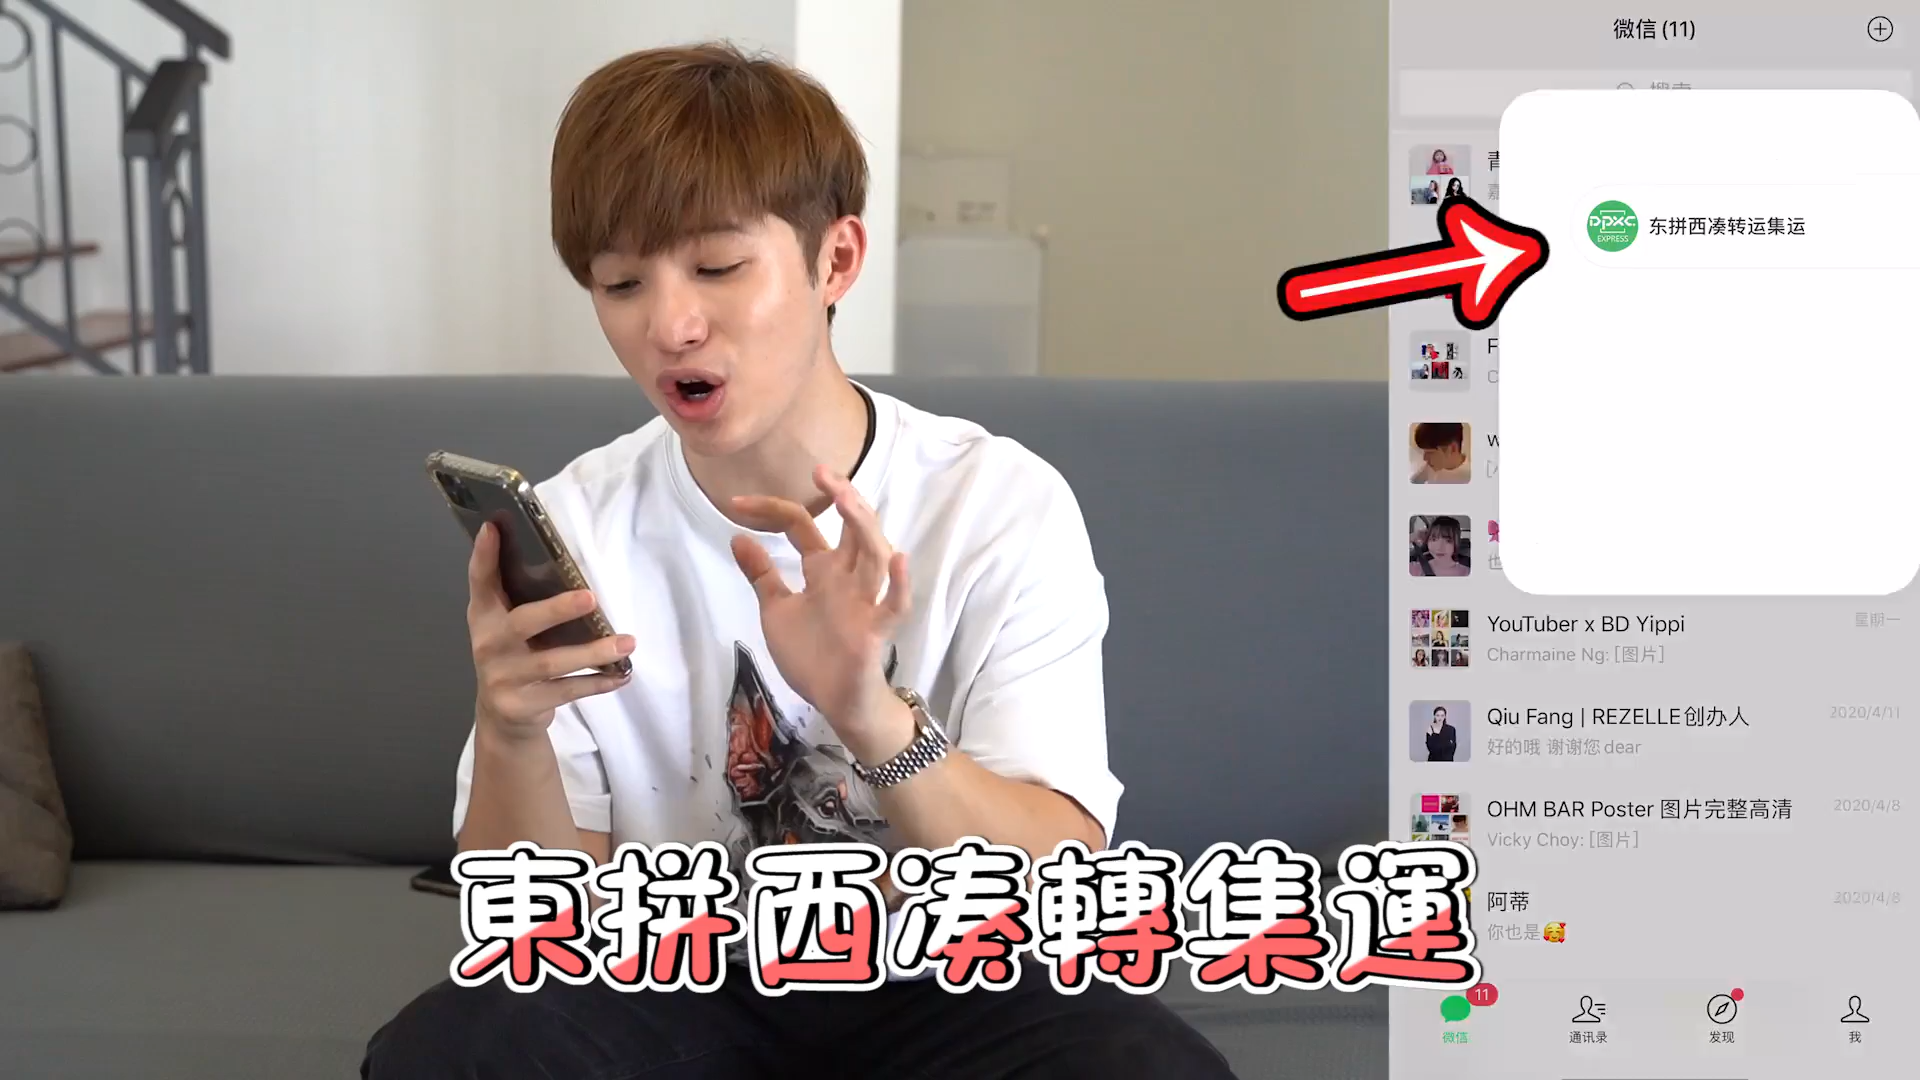 微信 (11)
搜索
DPXC
EXPRESS
东拼西凑转运集运
YouTuber x BD Yippi
星期一
Charmaine Ng: [图片]
Qiu Fang | REZELLE创办人
2020/4/11
好的哦 谢谢您 dear
OHM BAR Poster 图片完整高清
2020/4/8
Vicky Choy: [图片]
阿蒂
2020/4/8
你也是🥰
東拼西凑轉集運
11
微信
通讯录
发现
我